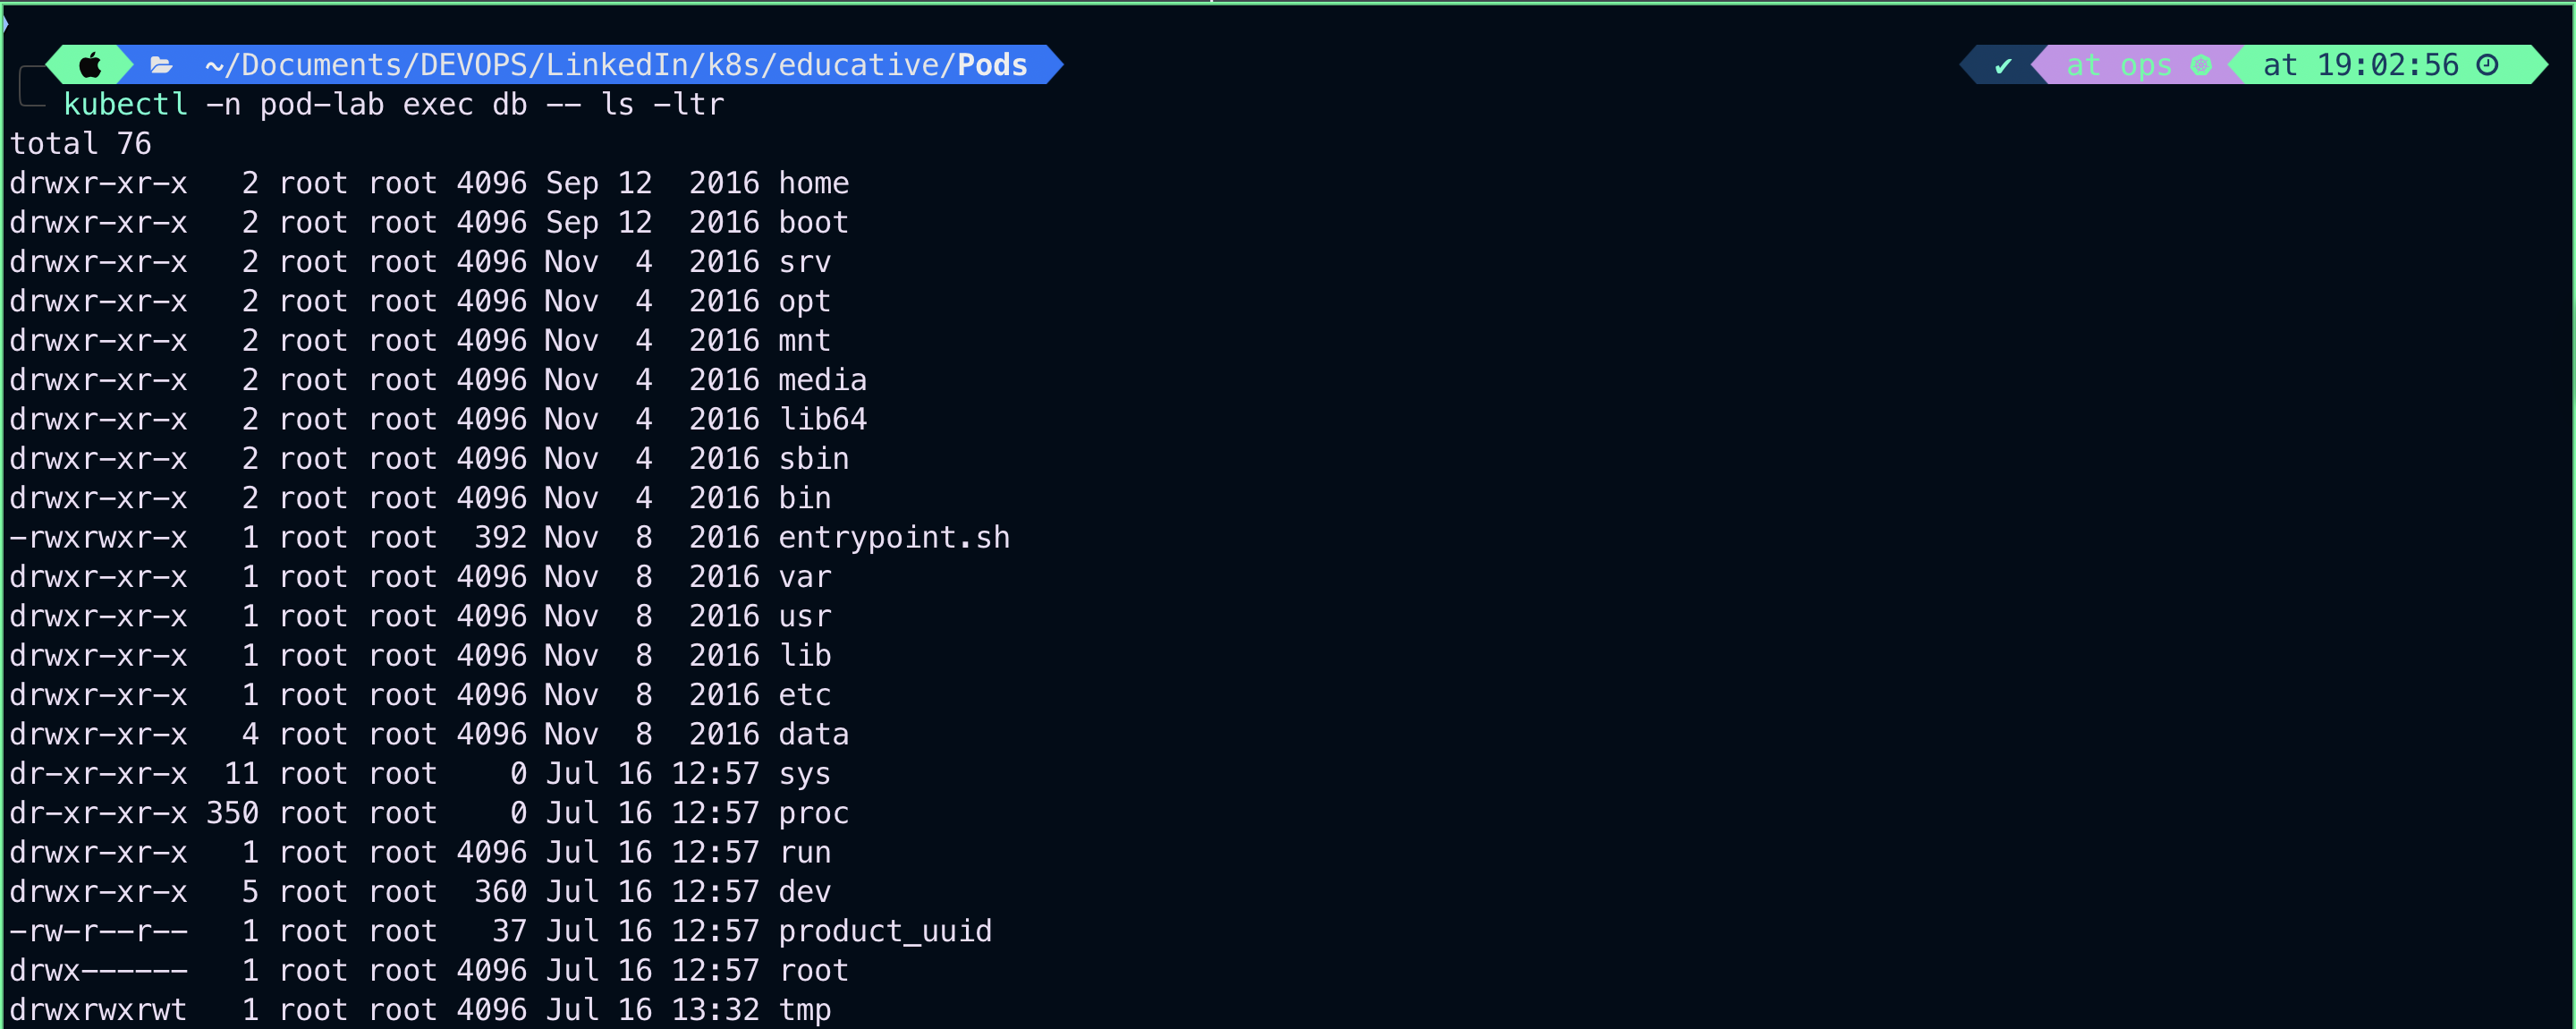 ~/Documents/DEVOPS/LinkedIn/k8s/educative/Pods ✔ at ops at 19:02:56
kubectl -n pod-lab exec db -- ls -ltr
total 76
drwxr-xr-x   2 root root 4096 Sep 12  2016 home
drwxr-xr-x   2 root root 4096 Sep 12  2016 boot
drwxr-xr-x   2 root root 4096 Nov  4  2016 srv
drwxr-xr-x   2 root root 4096 Nov  4  2016 opt
drwxr-xr-x   2 root root 4096 Nov  4  2016 mnt
drwxr-xr-x   2 root root 4096 Nov  4  2016 media
drwxr-xr-x   2 root root 4096 Nov  4  2016 lib64
drwxr-xr-x   2 root root 4096 Nov  4  2016 sbin
drwxr-xr-x   2 root root 4096 Nov  4  2016 bin
-rwxrwxr-x   1 root root  392 Nov  8  2016 entrypoint.sh
drwxr-xr-x   1 root root 4096 Nov  8  2016 var
drwxr-xr-x   1 root root 4096 Nov  8  2016 usr
drwxr-xr-x   1 root root 4096 Nov  8  2016 lib
drwxr-xr-x   1 root root 4096 Nov  8  2016 etc
drwxr-xr-x   4 root root 4096 Nov  8  2016 data
dr-xr-xr-x  11 root root    0 Jul 16 12:57 sys
dr-xr-xr-x 350 root root    0 Jul 16 12:57 proc
drwxr-xr-x   1 root root 4096 Jul 16 12:57 run
drwxr-xr-x   5 root root  360 Jul 16 12:57 dev
-rw-r--r--   1 root root   37 Jul 16 12:57 product_uuid
drwx------   1 root root 4096 Jul 16 12:57 root
drwxrwxrwt   1 root root 4096 Jul 16 13:32 tmp